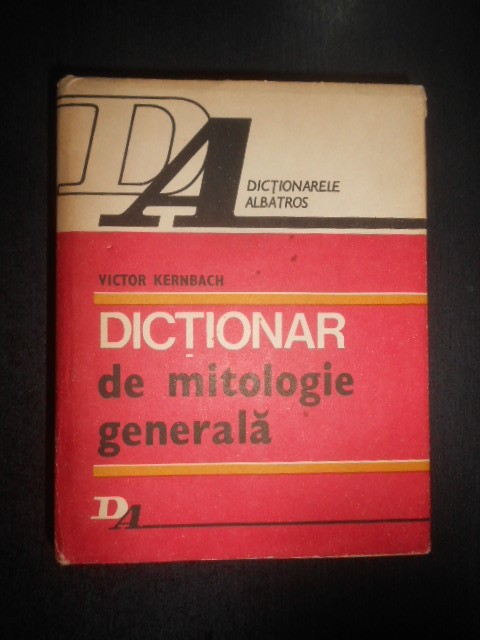 DA
DICȚIONARELE
ALBATROS
VICTOR KERNBACH
DICȚIONAR
de mitologie
generală
DA